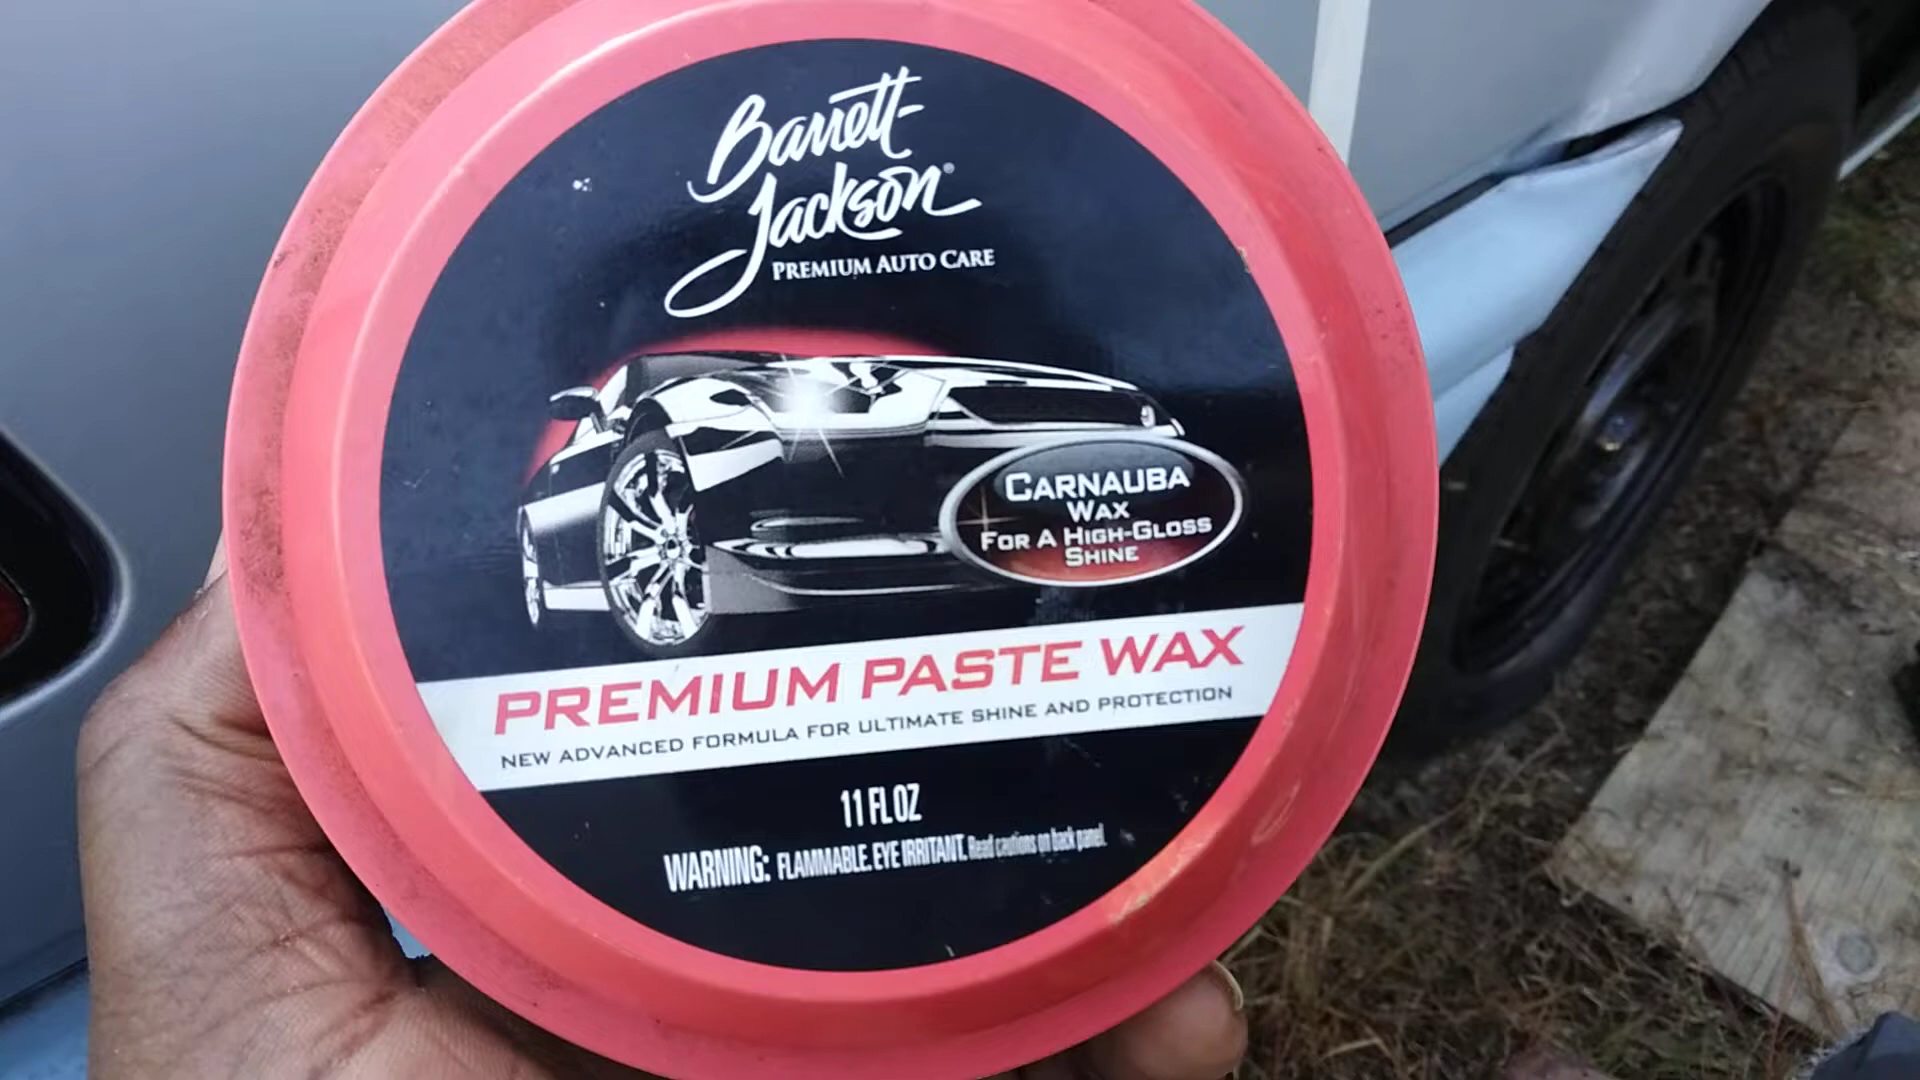 Barrett-
Jackson®
PREMIUM AUTO CARE
CARNAUBA
WAX
FOR A HIGH-GLOSS
SHINE
PREMIUM PASTE WAX
NEW ADVANCED FORMULA FOR ULTIMATE SHINE AND PROTECTION
11 FL OZ
WARNING: FLAMMABLE. EYE IRRITANT. Read cautions on back panel.